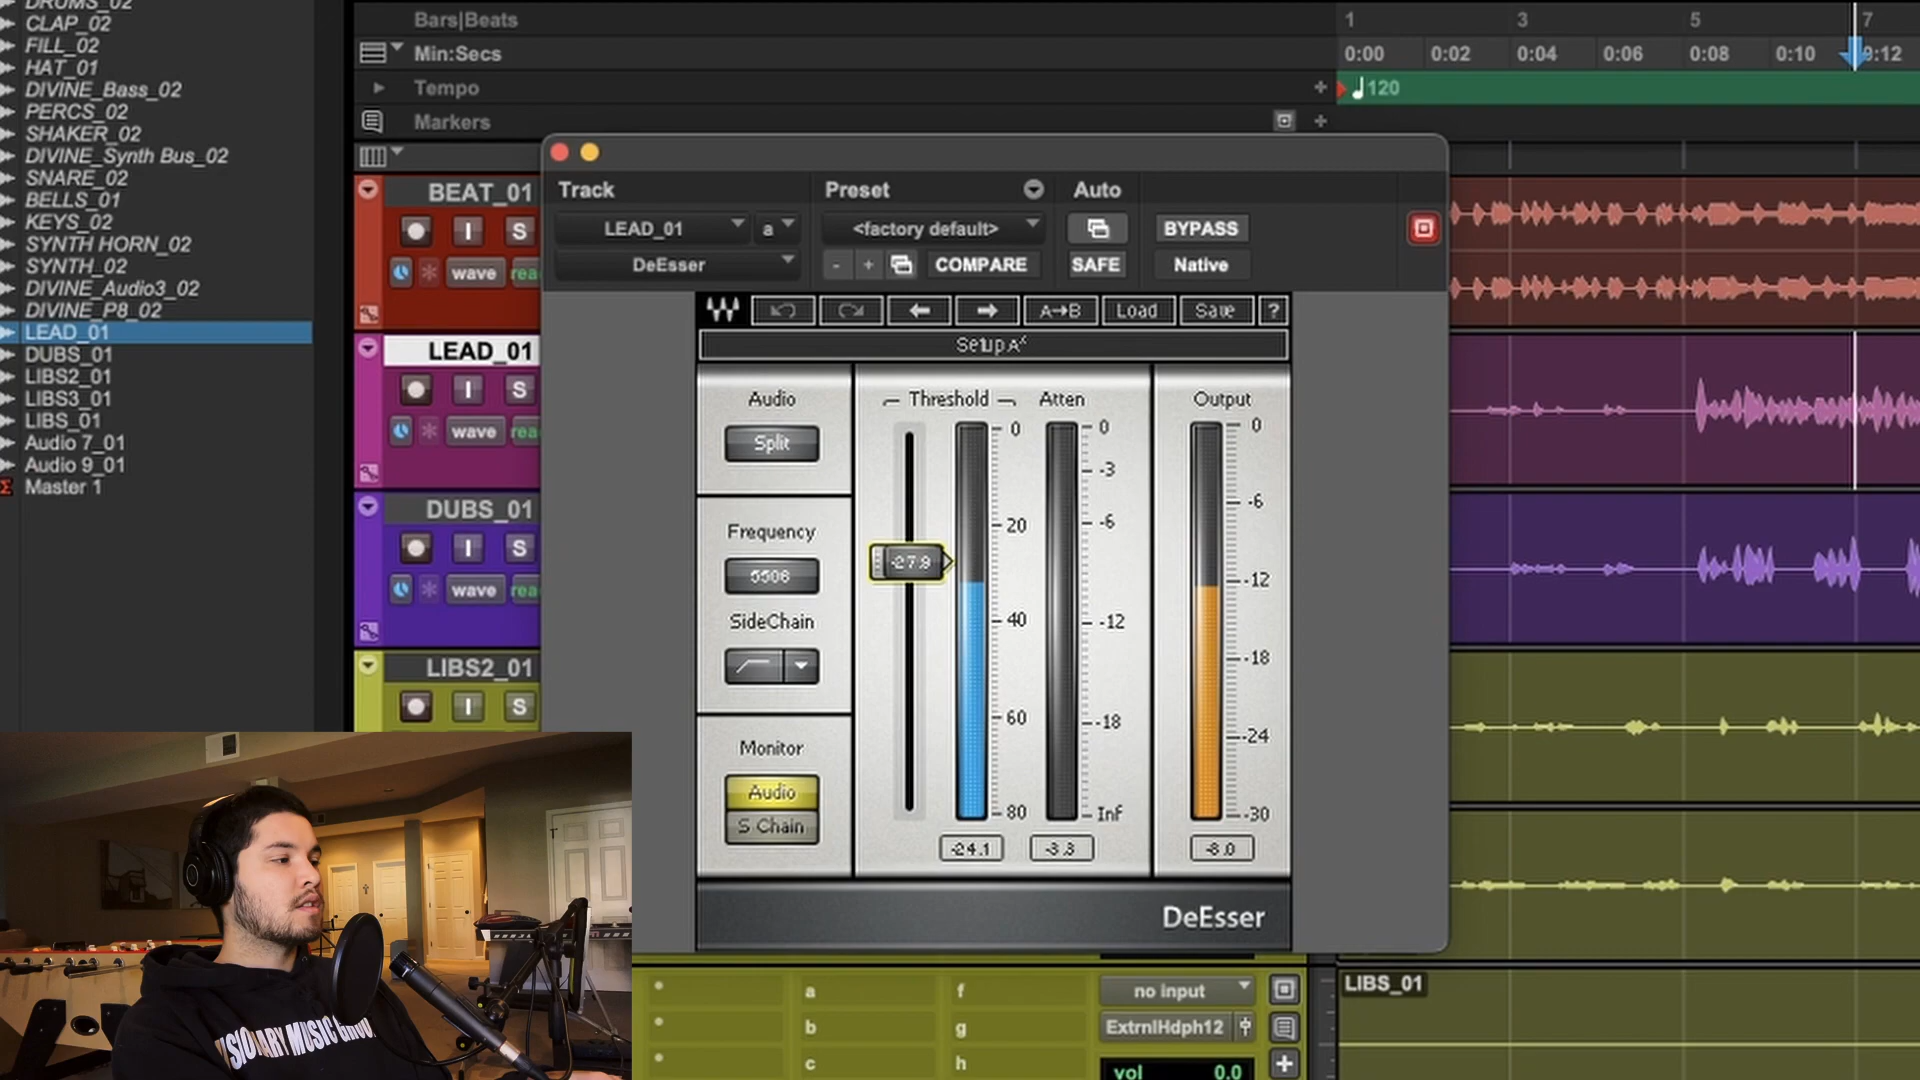 DRUMS_02
CLAP_02
FILL_02
HAT_01
DIVINE_Bass_02
PERCS_02
SHAKER_02
DIVINE_Synth Bus_02
SNARE_02
BELLS_01
KEYS_02
SYNTH HORN_02
SYNTH_02
DIVINE_Audio3_02
DIVINE_P8_02
LEAD_01
DUBS_01
LIBS2_01
LIBS3_01
LIBS_01
Audio 7_01
Audio 9_01
Master 1
Bars|Beats
1 3 5 7
Min:Secs
0:00 0:02 0:04 0:06 0:08 0:10 0:12
Tempo
120
Markers
BEAT_01
I S
wave rea
LEAD_01
I S
wave rea
DUBS_01
I S
wave rea
LIBS2_01
I S
Track Preset Auto
LEAD_01 a <factory default> BYPASS
DeEsser - + COMPARE SAFE Native
A→B Load Save ?
Setup A*
Audio
Split
Frequency
5506
SideChain
Monitor
Audio
S Chain
Threshold Atten
-27.9
0
20
40
60
80
0
-3
-6
-12
-18
Inf
-24.1 -3.3
Output
0
-6
-12
-18
-24
-30
-8.0
DeEsser
a f no input
b g ExtrnlHdph12
c h vol 0.0
LIBS_01